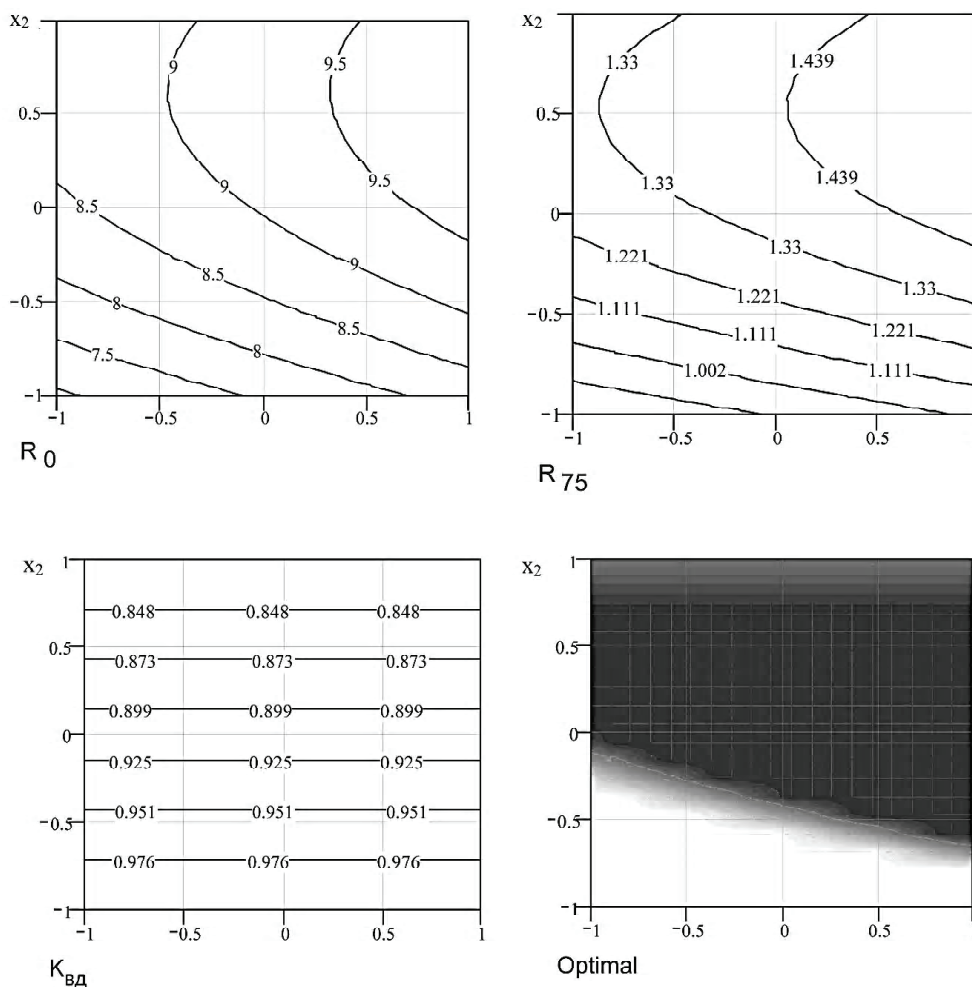 x₂
9 9.5
0.5
9.5
9
0 8.5
8.5 9
−0.5 8 8.5
7.5 8
−1
−1 −0.5 0 0.5 1
R 0
x₂
1.33 1.439
0.5
1.33 1.439
0
1.221 1.33
1.221 1.33
−0.5 1.111
1.111 1.221
1.002 1.111
−1
−1 −0.5 0 0.5
R 75
x₂ 1
0.848 0.848 0.848
0.5
0.873 0.873 0.873
0.899 0.899 0.899
0
0.925 0.925 0.925
0.951 0.951 0.951
−0.5
0.976 0.976 0.976
−1
−1 −0.5 0 0.5 1
Kвд
x₂ 1
0.5
0
−0.5
−1
−1 −0.5 0 0.5
Optimal